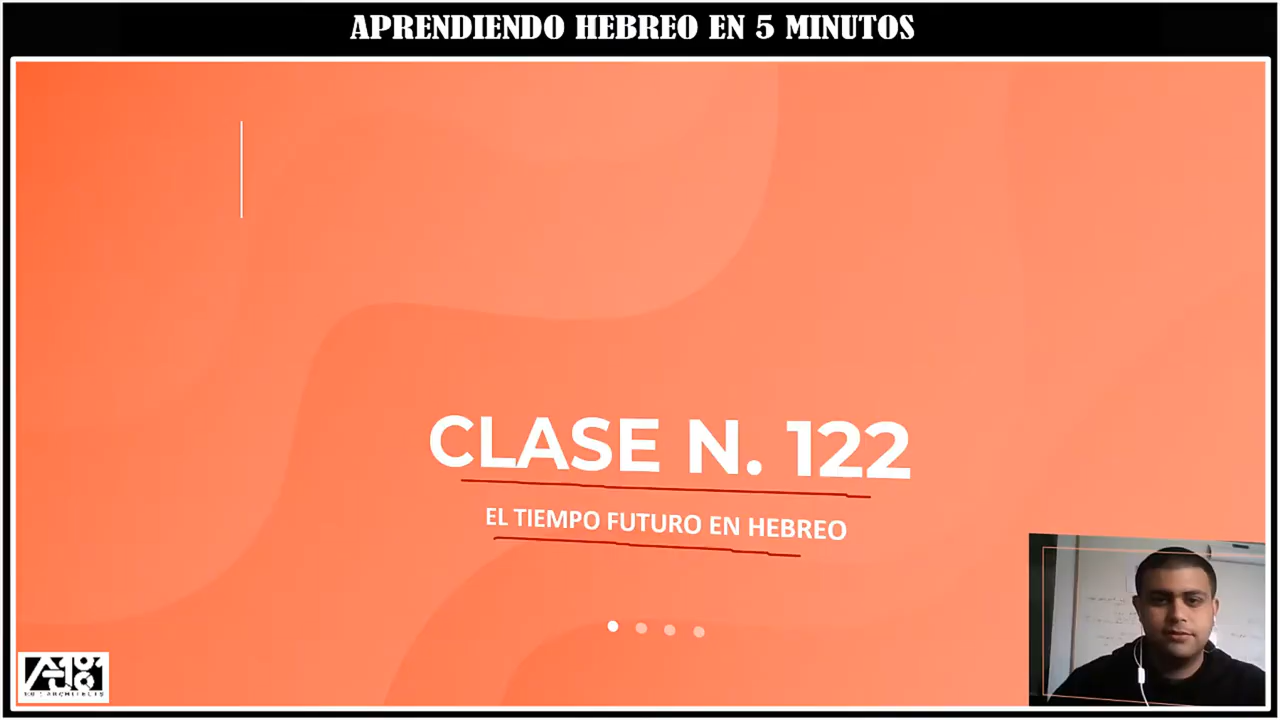 APRENDIENDO HEBREO EN 5 MINUTOS
CLASE N. 122
EL TIEMPO FUTURO EN HEBREO